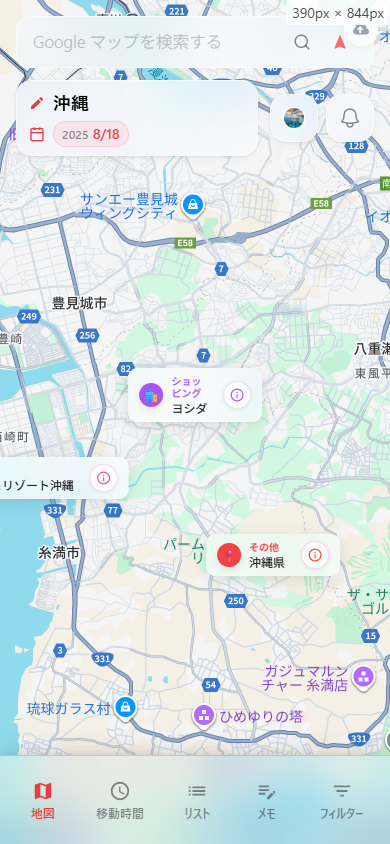 221
390px × 844px
Google マップを検索する
7
沖縄
2025 8/18
329
128
231
サンエー豊見城
ウィングシティ
E58
イオ
E58
7
豊見城市
249
256
豊崎
7
八重瀬
82
東風平
ショッ
ピング
ヨシダ
西崎町
リゾート沖縄
331
77
糸満市
パーム
リ
その他
沖縄県
250
ザ・サ
ゴル
15
3
331
ガジュマルン
チャー 糸満店
54
琉球ガラス村
ひめゆりの塔
331
地図
移動時間
リスト
メモ
フィルター